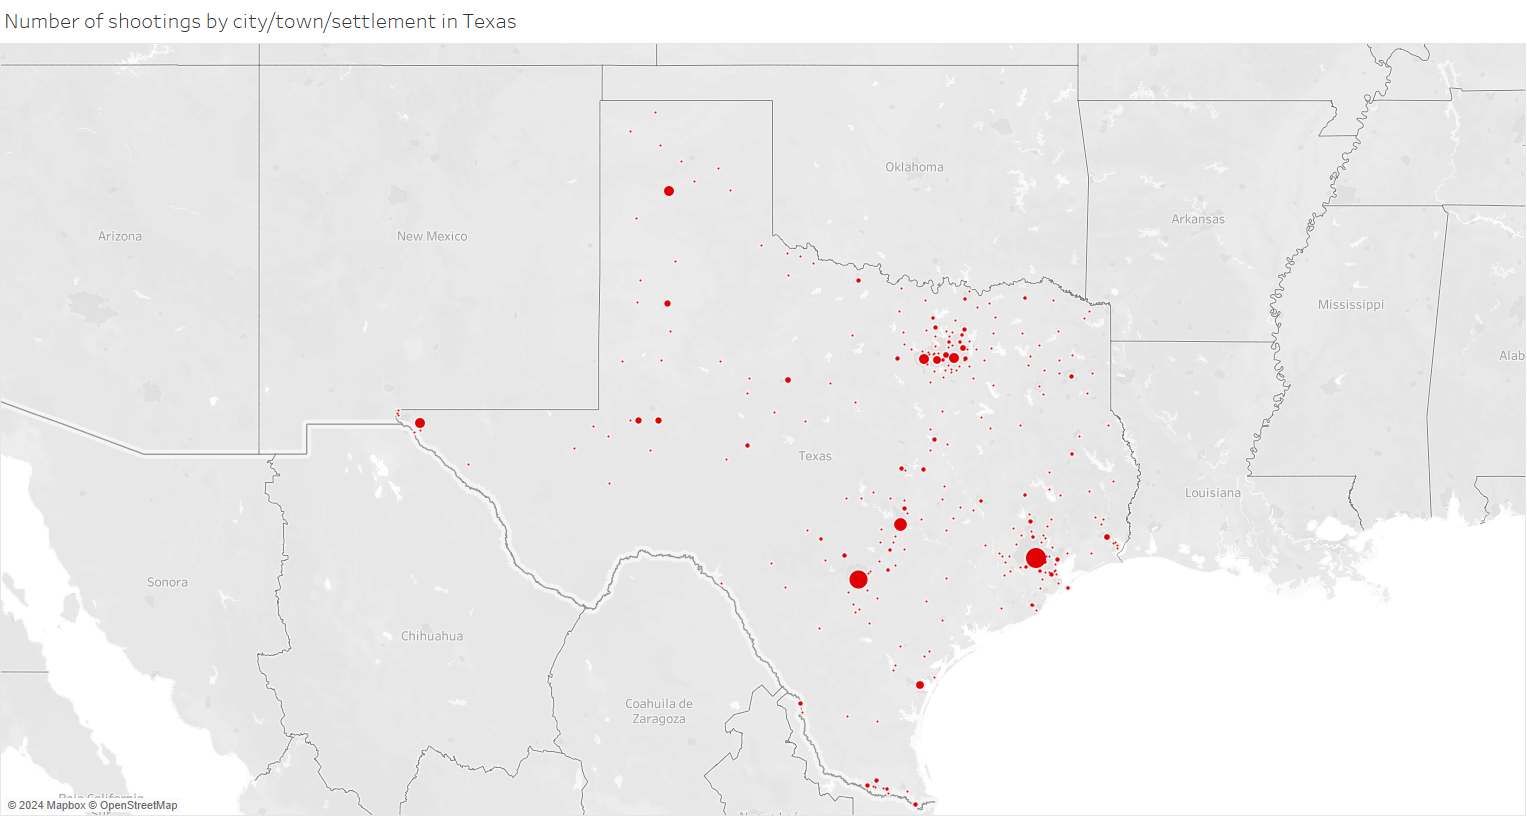 Number of shootings by city/town/settlement in Texas
Oklahoma
Arkansas
Arizona
New Mexico
Mississippi
Alab
Texas
Louisiana
Sonora
Chihuahua
Coahuila de
Zaragoza
Baja California
Sur
© 2024 Mapbox © OpenStreetMap